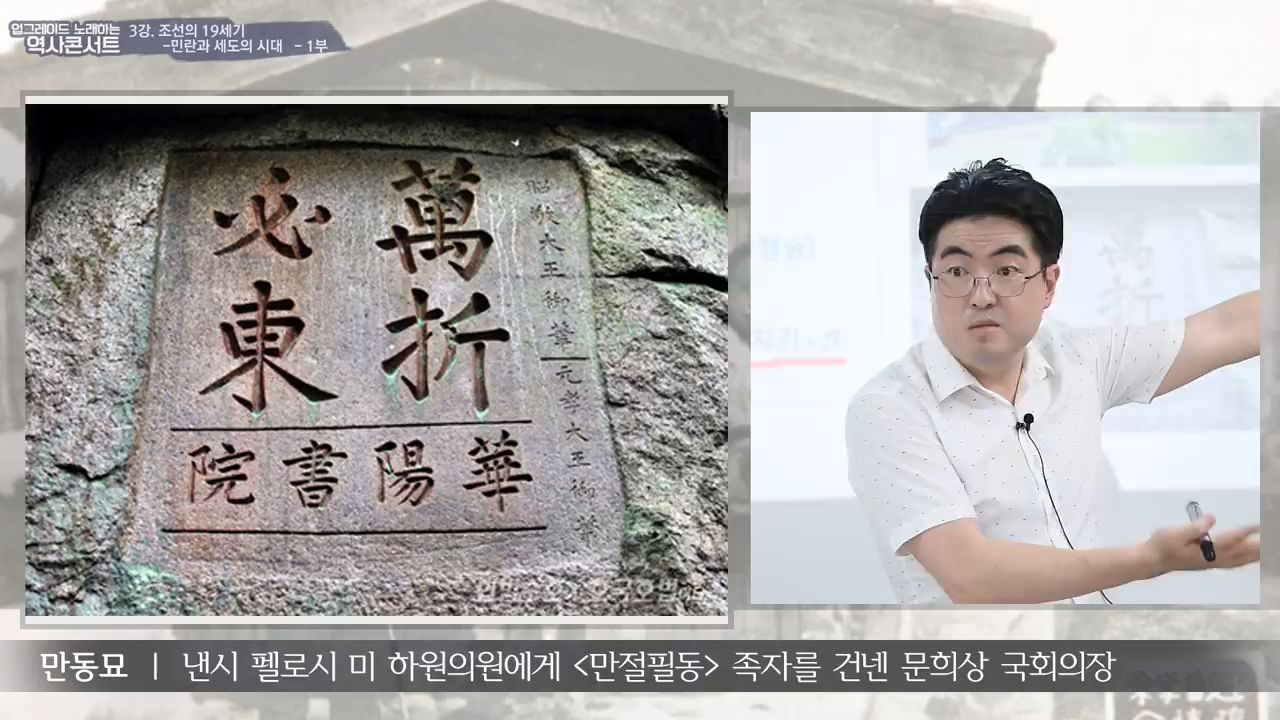 업그레이드 노래하는
역사콘서트
3강. 조선의 19세기
-민란과 세도의 시대 - 1부
昭敬大王御筆
元孝大王御筆
萬折
必東
華陽書院
만동묘 | 낸시 펠로시 미 하원의원에게 <만절필동> 족자를 건넨 문희상 국회의장